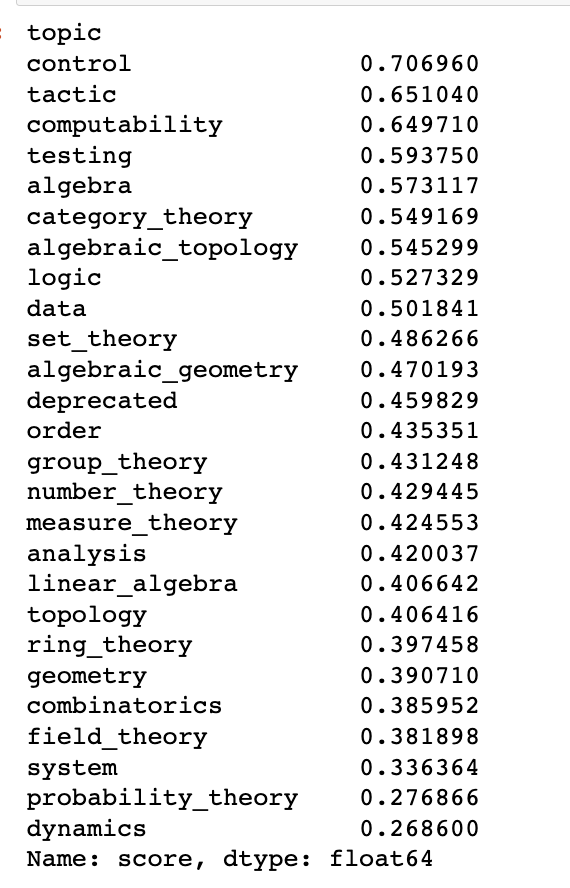 topic
control 0.706960
tactic 0.651040
computability 0.649710
testing 0.593750
algebra 0.573117
category_theory 0.549169
algebraic_topology 0.545299
logic 0.527329
data 0.501841
set_theory 0.486266
algebraic_geometry 0.470193
deprecated 0.459829
order 0.435351
group_theory 0.431248
number_theory 0.429445
measure_theory 0.424553
analysis 0.420037
linear_algebra 0.406642
topology 0.406416
ring_theory 0.397458
geometry 0.390710
combinatorics 0.385952
field_theory 0.381898
system 0.336364
probability_theory 0.276866
dynamics 0.268600
Name: score, dtype: float64